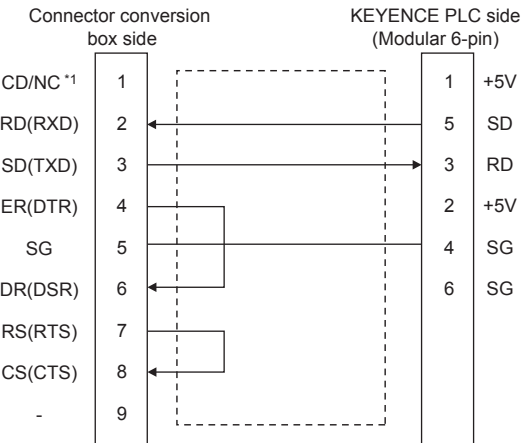 Connector conversion box side
KEYENCE PLC side (Modular 6-pin)
CD/NC *1 1 1 +5V
RD(RXD) 2 5 SD
SD(TXD) 3 3 RD
ER(DTR) 4 2 +5V
SG 5 4 SG
DR(DSR) 6 6 SG
RS(RTS) 7
CS(CTS) 8
- 9